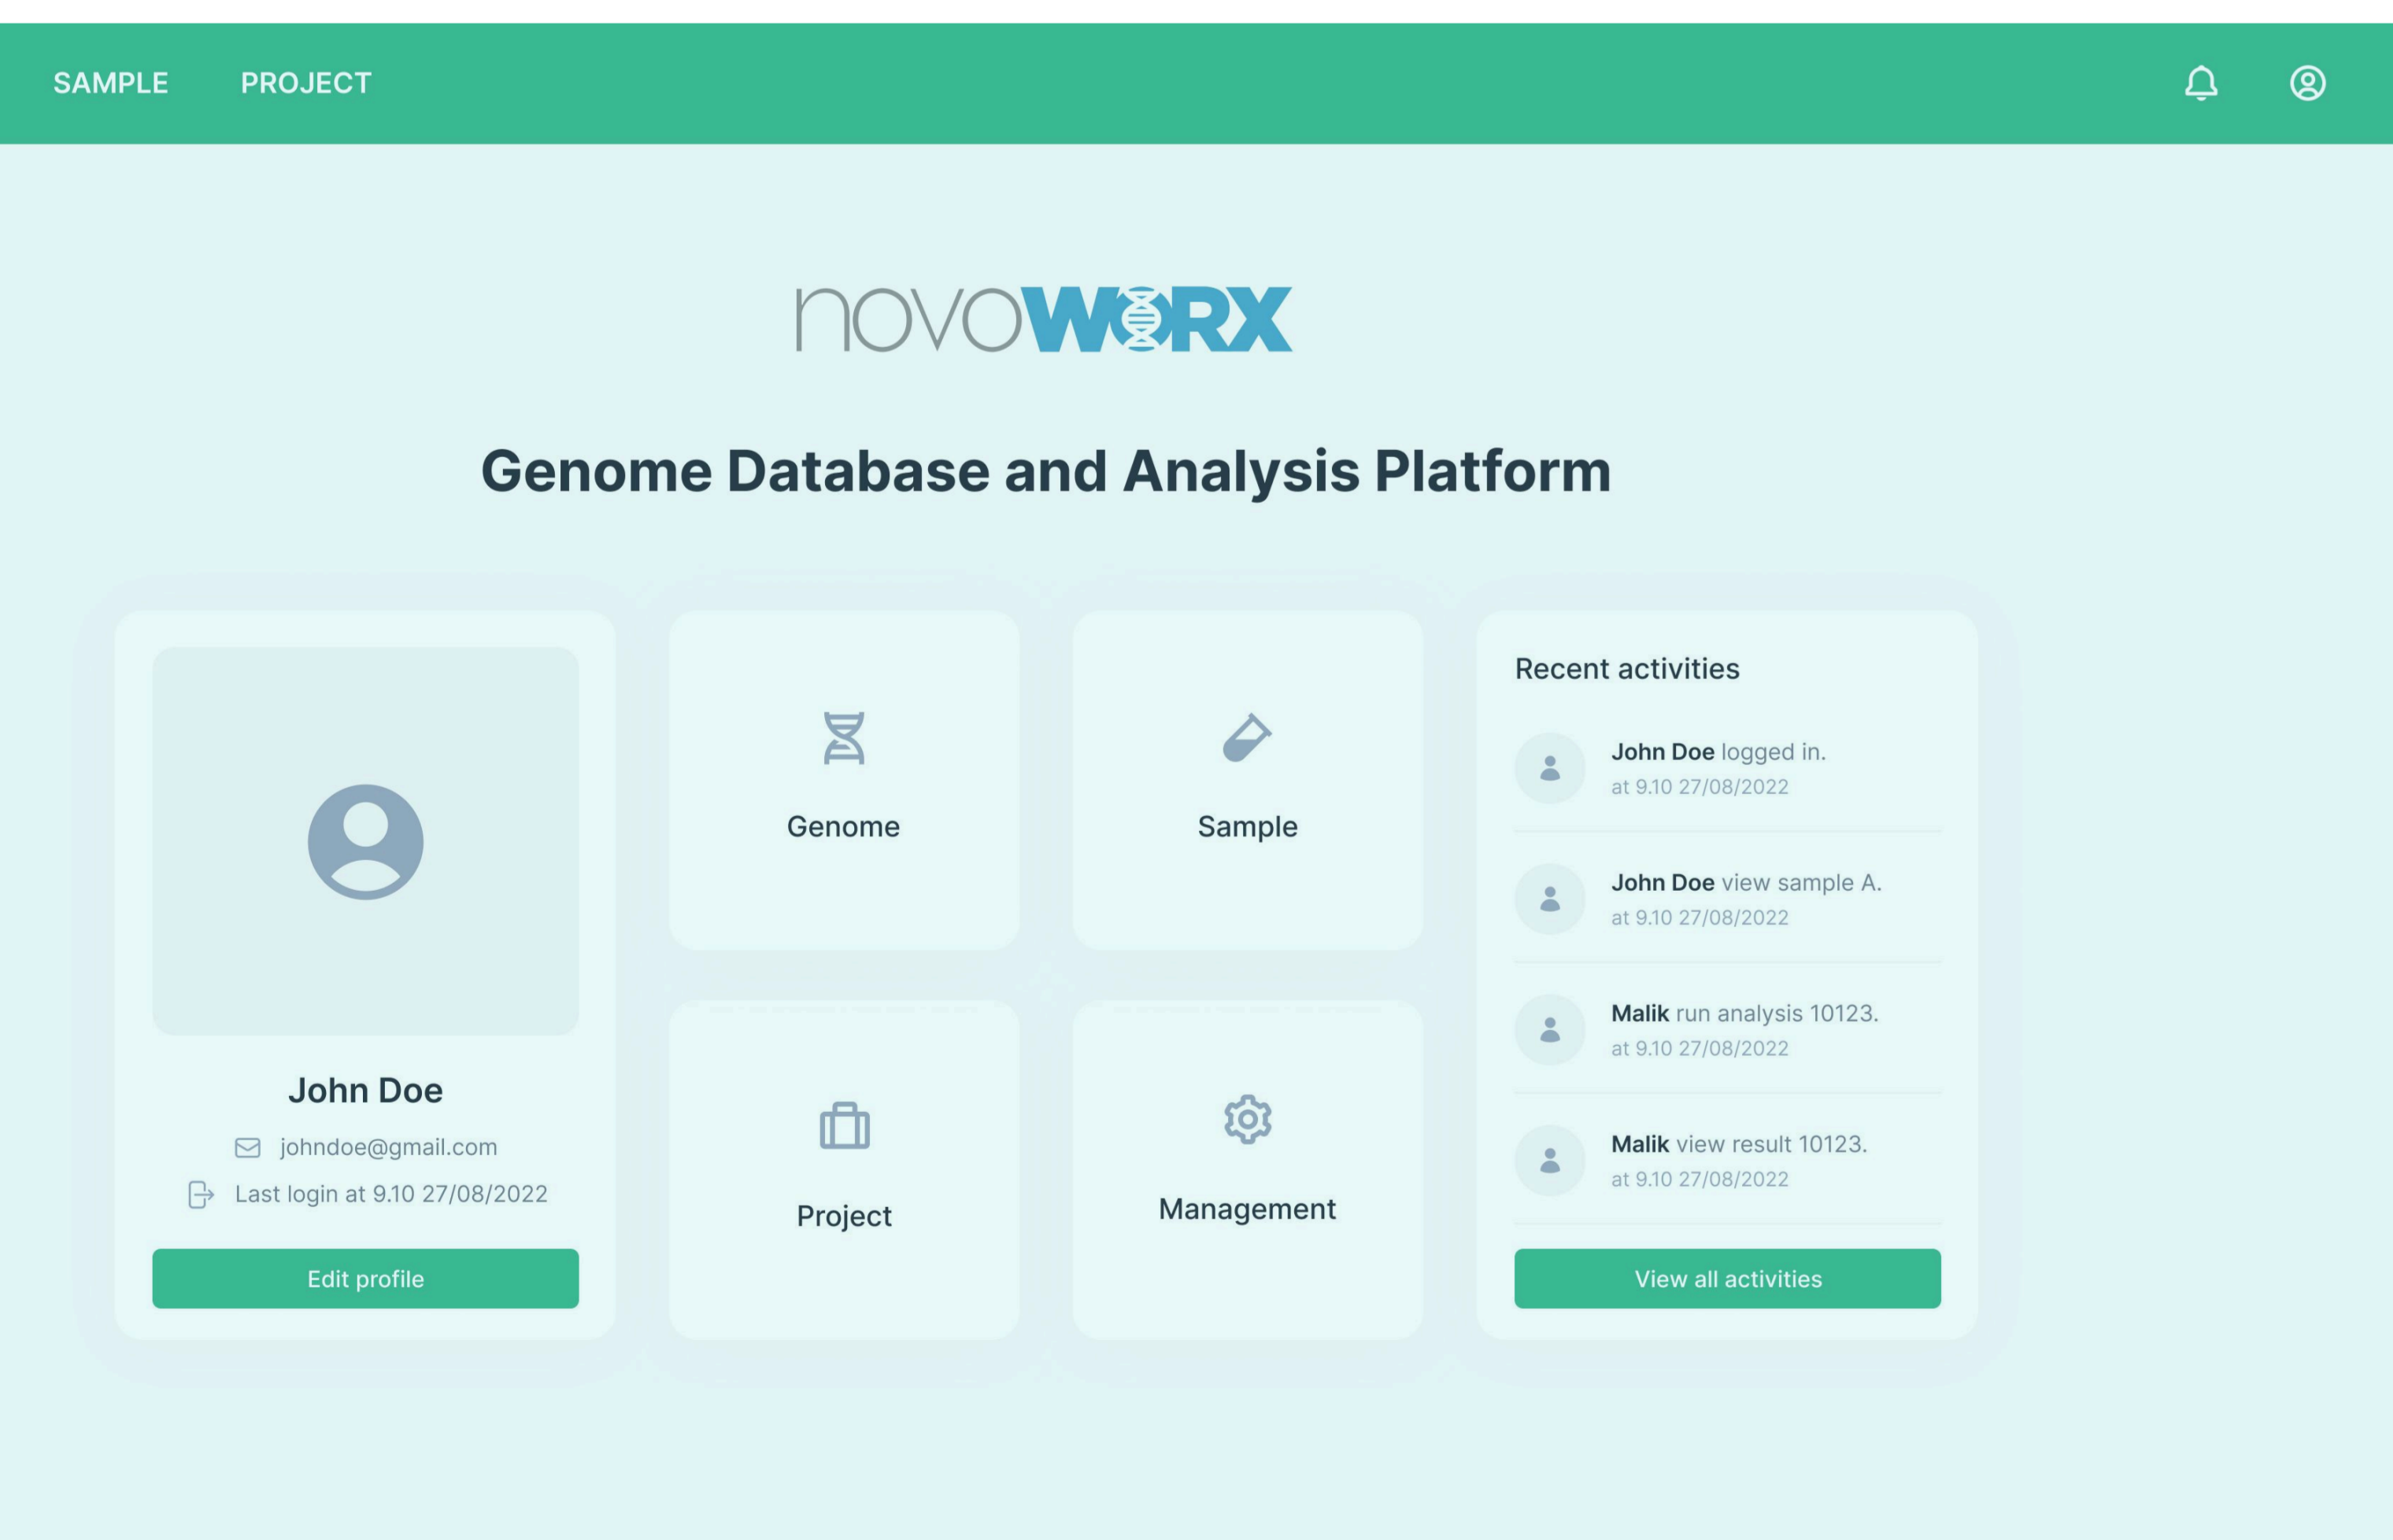 SAMPLE PROJECT
novoWORX
Genome Database and Analysis Platform
John Doe
johndoe@gmail.com
Last login at 9.10 27/08/2022
Edit profile
Genome
Sample
Project
Management
Recent activities
John Doe logged in.
at 9.10 27/08/2022
John Doe view sample A.
at 9.10 27/08/2022
Malik run analysis 10123.
at 9.10 27/08/2022
Malik view result 10123.
at 9.10 27/08/2022
View all activities